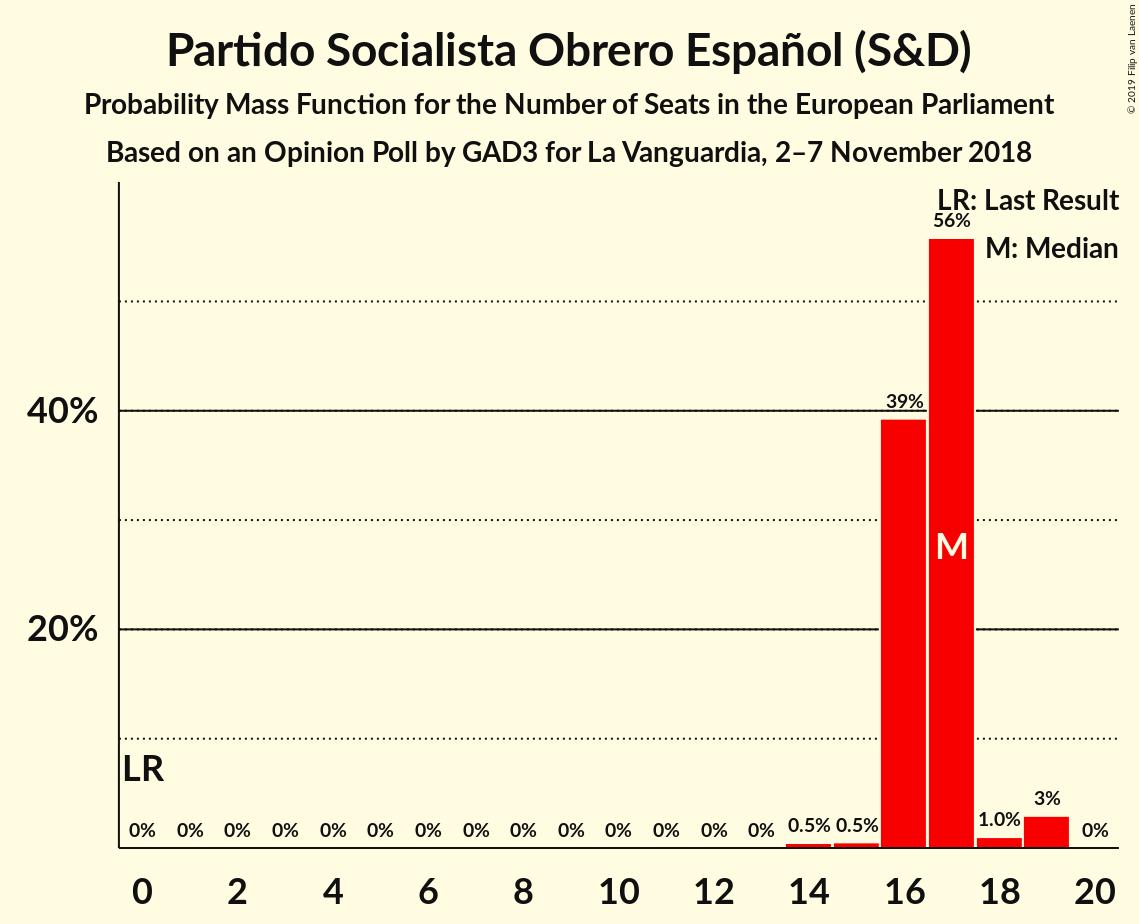 Partido Socialista Obrero Español (S&D)
Probability Mass Function for the Number of Seats in the European Parliament
Based on an Opinion Poll by GAD3 for La Vanguardia, 2–7 November 2018
© 2019 Filip van Laenen
LR: Last Result
M: Median
56%
40%
39%
M
20%
LR
0% 0% 0% 0% 0% 0% 0% 0% 0% 0% 0% 0% 0% 0% 0.5% 0.5% 1.0% 3% 0%
0 2 4 6 8 10 12 14 16 18 20